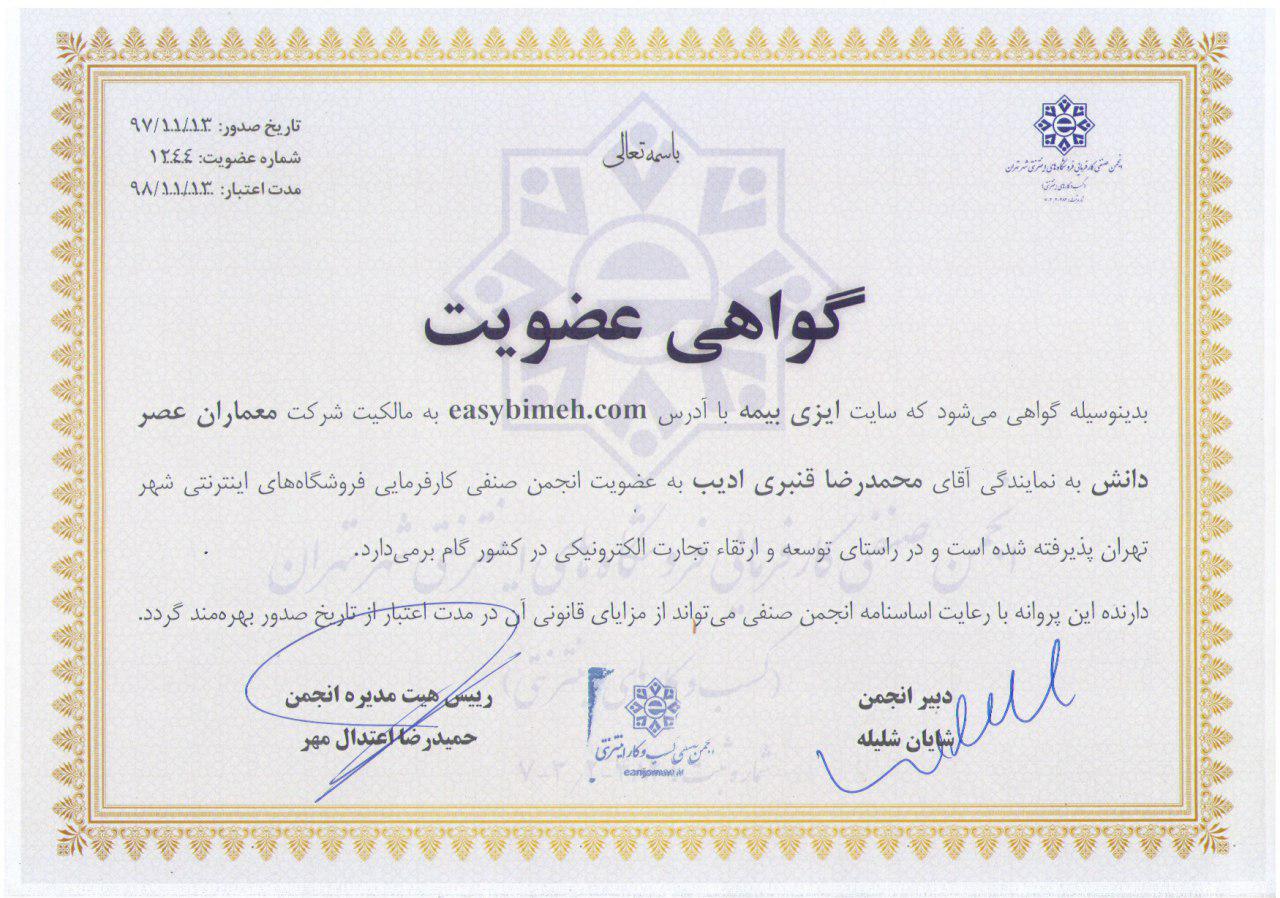 باسمه تعالی
انجمن صنفی کارفرمایی فروشگاه‌های اینترنتی شهر تهران
(کسب و کارهای اینترنتی)
تاریخ صدور: ۹۷/۱۱/۱۳
شماره عضویت: ۱۲۴۴
مدت اعتبار: ۹۸/۱۱/۱۳
گواهی عضویت
بدینوسیله گواهی می‌شود که سایت ایزی بیمه با آدرس easybimeh.com به مالکیت شرکت معماران عصر
دانش به نمایندگی آقای محمدرضا قنبری ادیب به عضویت انجمن صنفی کارفرمایی فروشگاه‌های اینترنتی شهر
تهران پذیرفته شده است و در راستای توسعه و ارتقاء تجارت الکترونیکی در کشور گام برمی‌دارد.
دارنده این پروانه با رعایت اساسنامه انجمن صنفی می‌تواند از مزایای قانونی آن در مدت اعتبار از تاریخ صدور بهره‌مند گردد.
دبیر انجمن
شایان شلیله
رییس هیت مدیره انجمن
حمیدرضا اعتدال مهر
انجمن صنفی کسب و کار اینترنتی